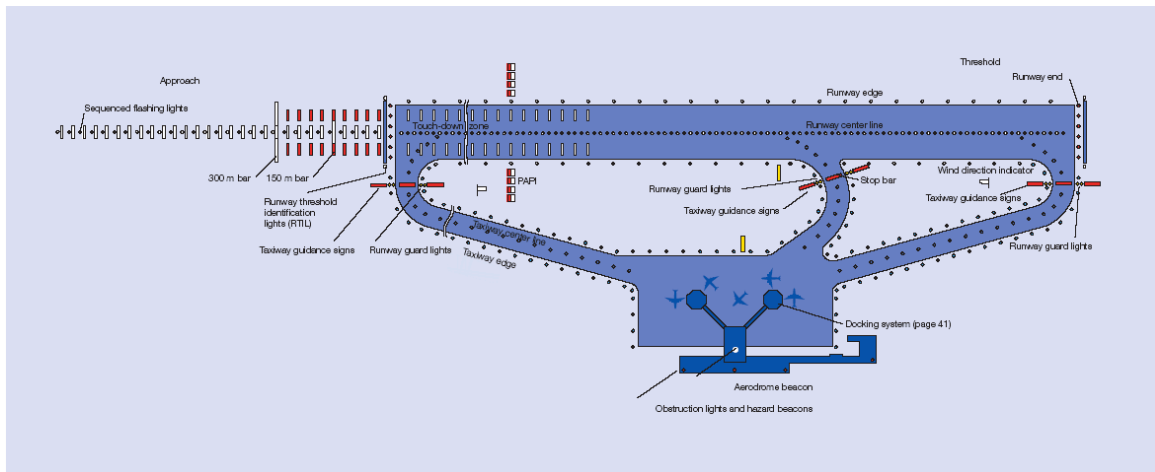 Approach
Threshold
Runway end
Sequenced flashing lights
Runway edge
Touch-down zone
Runway center line
300 m bar
150 m bar
PAPI
Runway guard lights
Stop bar
Wind direction indicator
Taxiway guidance signs
Taxiway guidance signs
Runway threshold
identification
lights (RTIL)
Taxiway center line
Taxiway guidance signs
Runway guard lights
Taxiway edge
Runway guard lights
Docking system (page 41)
Aerodrome beacon
Obstruction lights and hazard beacons